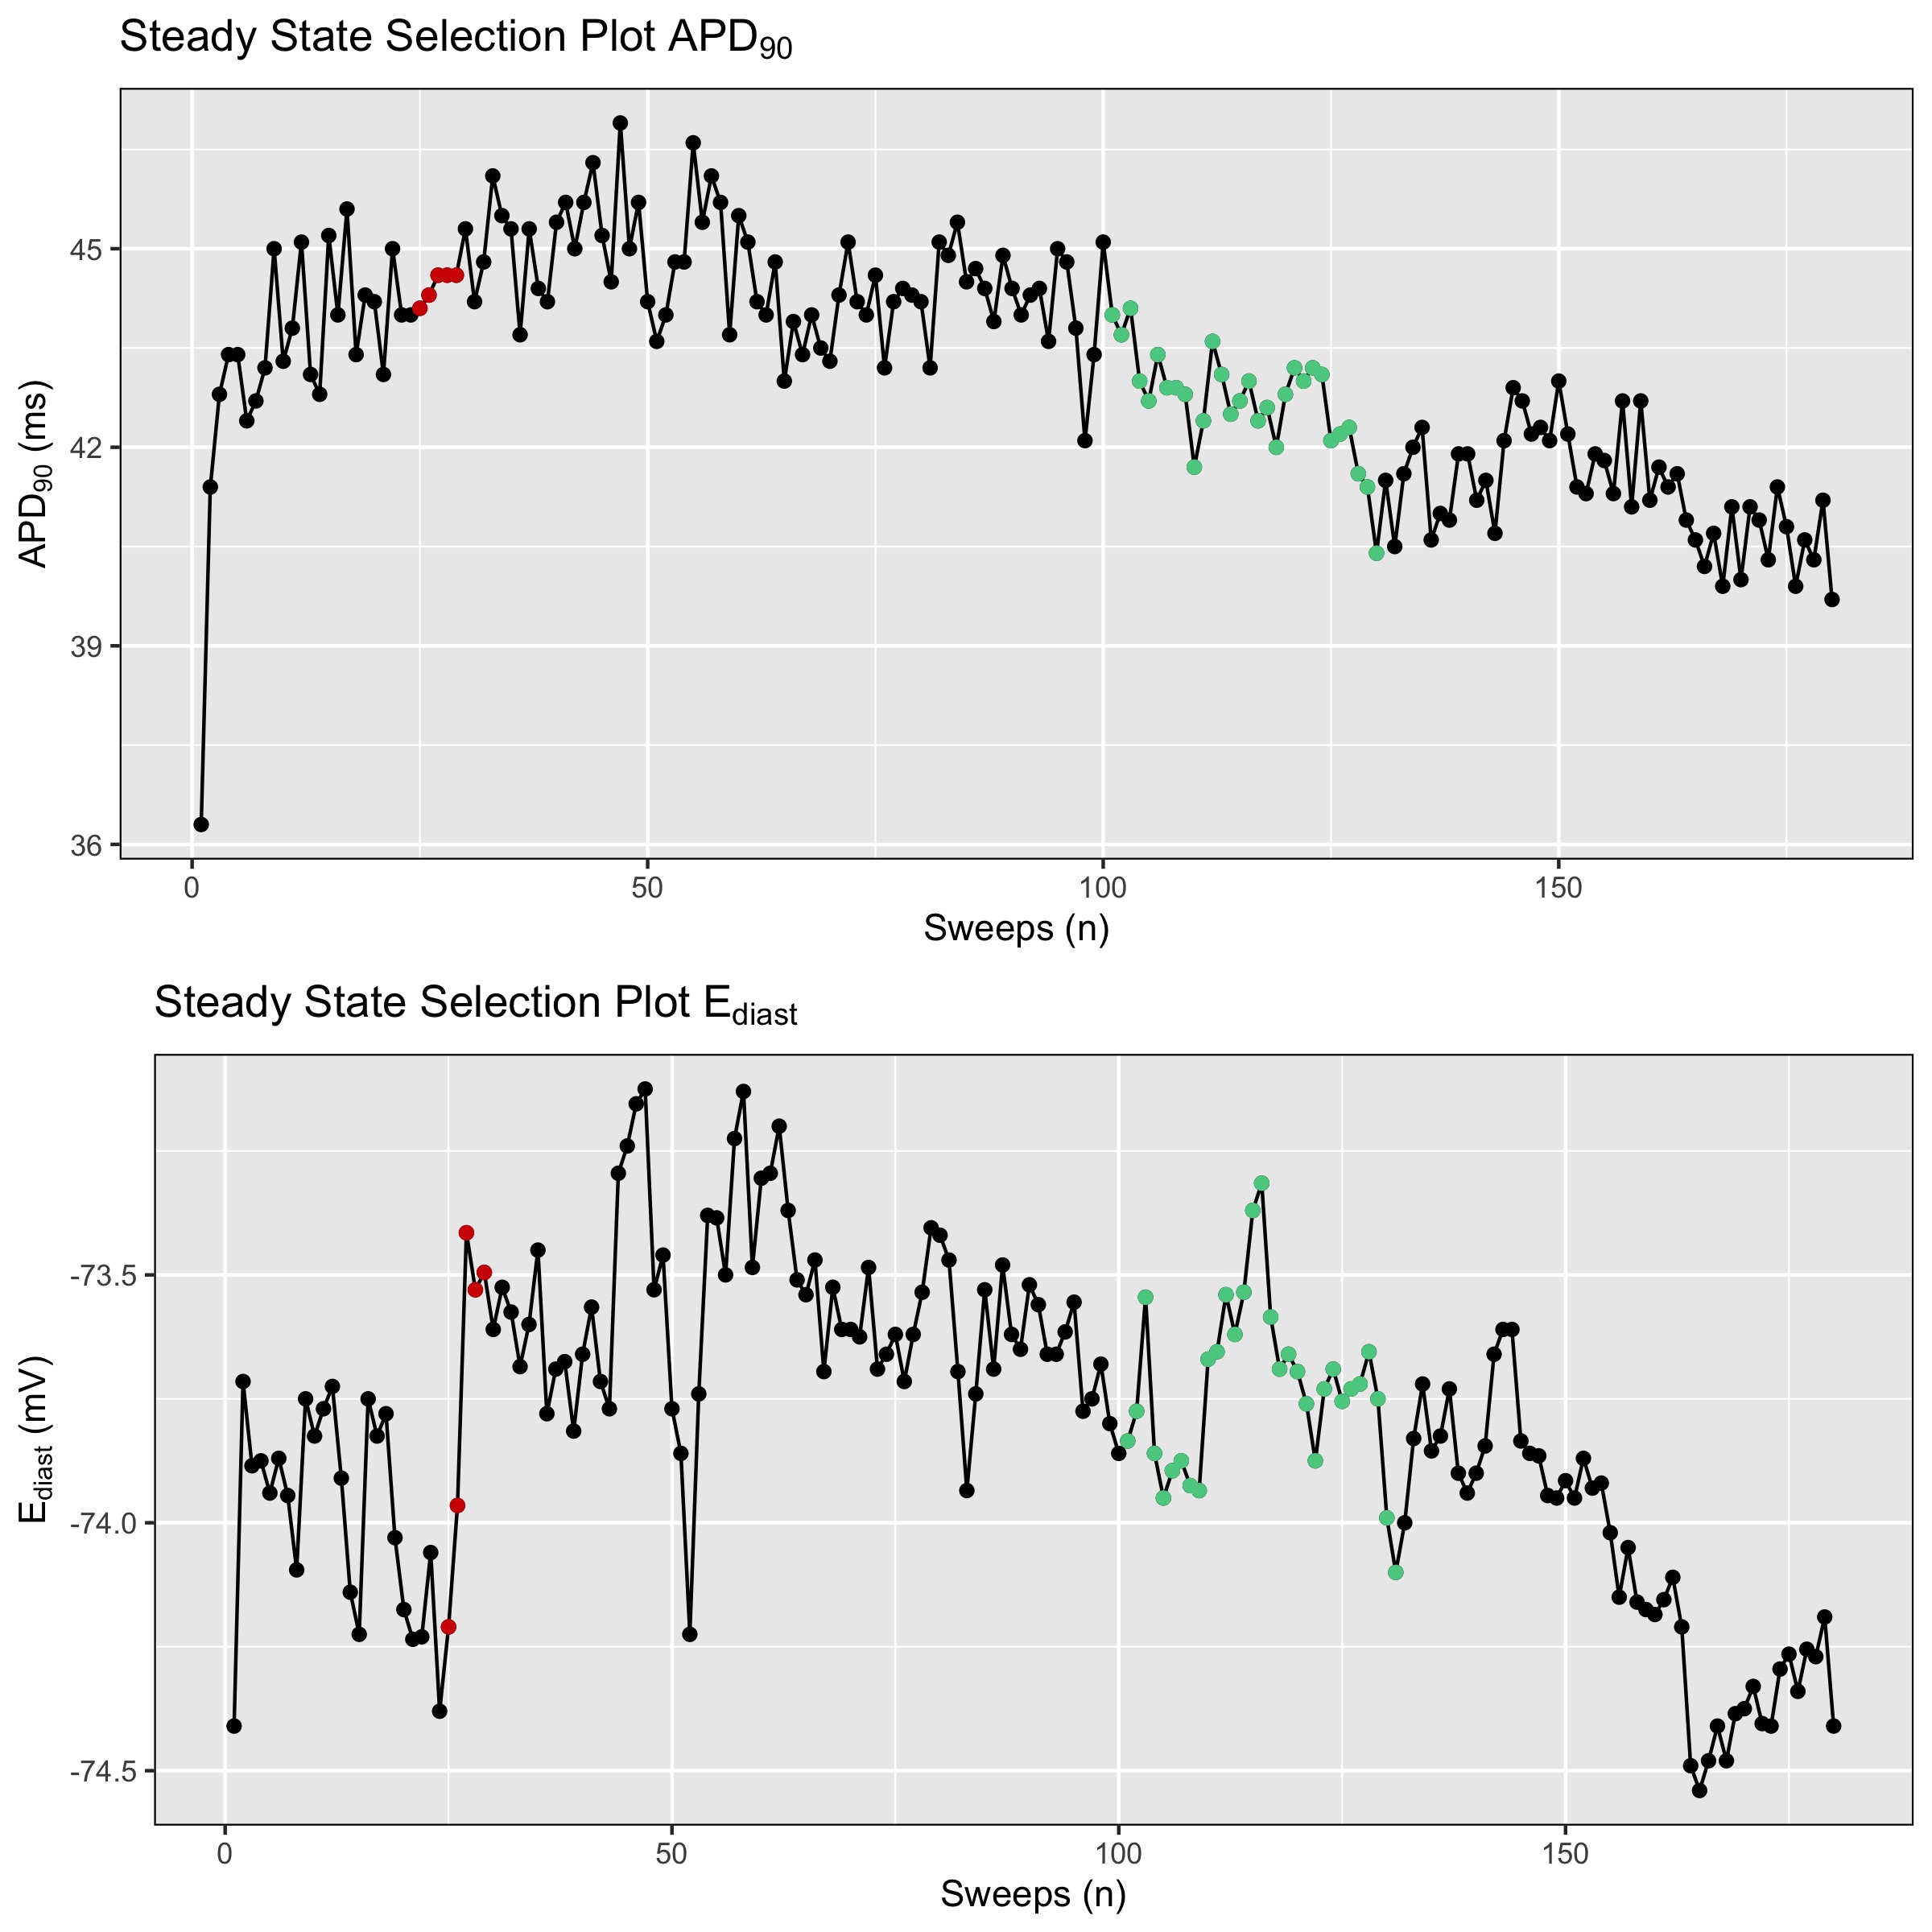 Steady State Selection Plot APD90
APD90 (ms)
45
42
39
36
0 50 100 150
Sweeps (n)
Steady State Selection Plot Ediast
Ediast (mV)
-73.5
-74.0
-74.5
0 50 100 150
Sweeps (n)